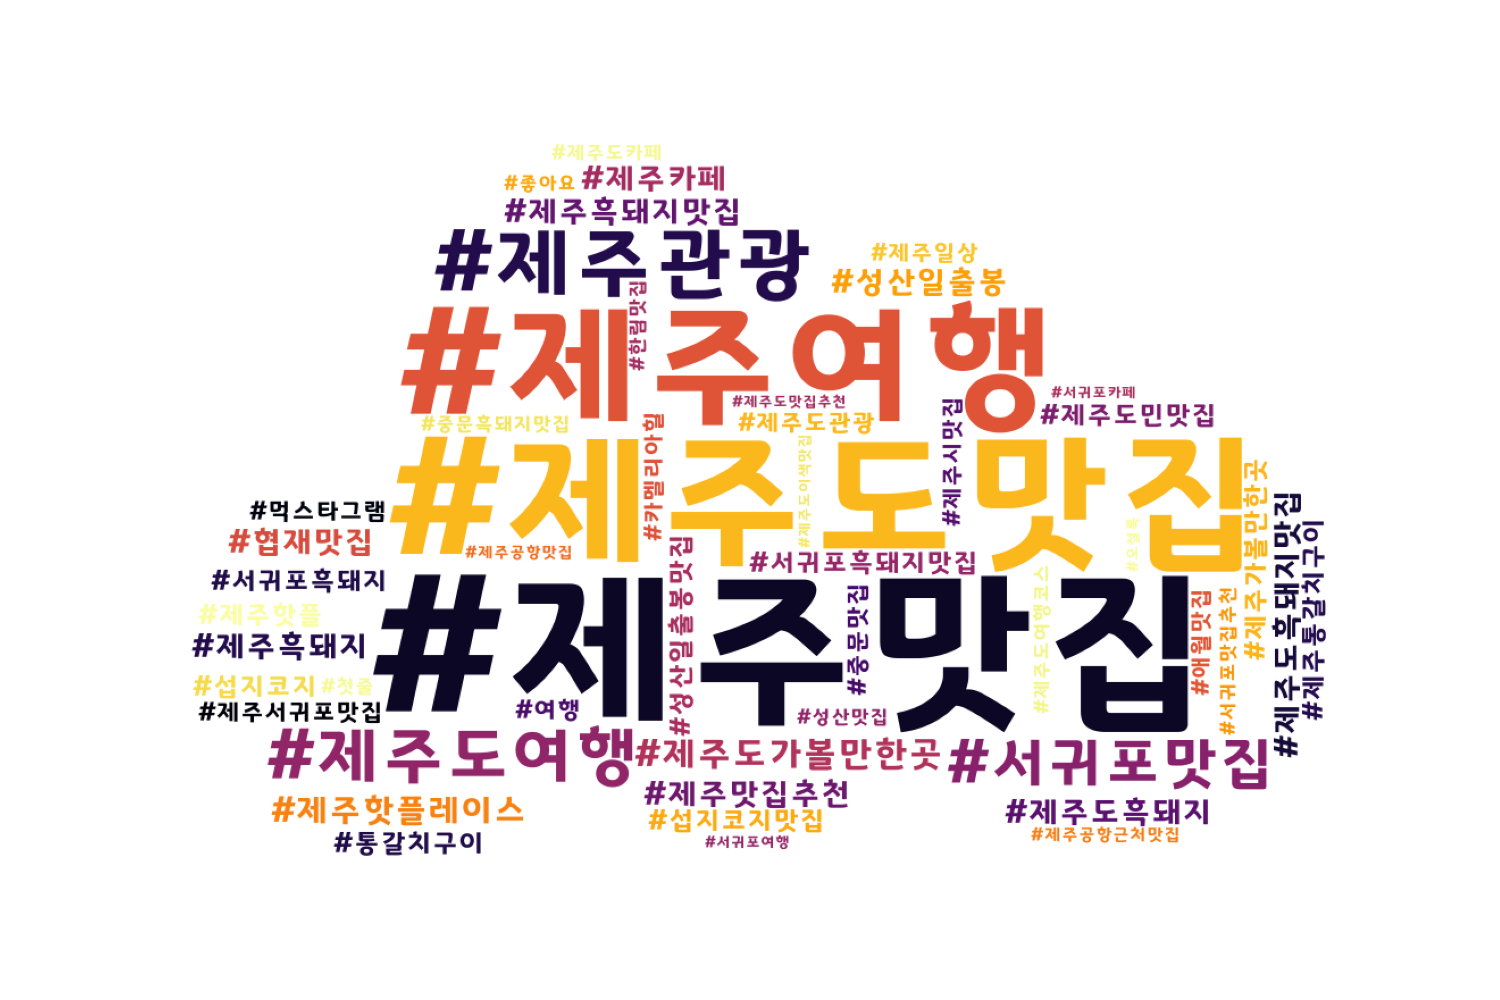 #제주도카페
#좋아요
#제주카페
#제주흑돼지맛집
#제주관광
#제주일상
#성산일출봉
#한림맛집
#제주여행
#제주도맛집추천
#서귀포카페
#제주도민맛집
#중문흑돼지맛집
#카멜리아힐
#제주도관광
#제주시맛집
#제주도이색맛집
#제주도맛집
#제주가볼만한곳
#먹스타그램
#협재맛집
#제주공항맛집
#서귀포흑돼지맛집
#오설록
#제주도흑돼지맛집
#제주통갈치구이
#서귀포흑돼지
#제주핫플
#제주흑돼지
#제주맛집
#성산일출봉맛집
#중문맛집
#제주도여행코스
#애월맛집
#서귀포맛집추천
#섭지코지
#첫줄
#제주서귀포맛집
#여행
#성산맛집
#제주도여행
#제주도가볼만한곳
#서귀포맛집
#제주핫플레이스
#제주맛집추천
#제주도흑돼지
#섭지코지맛집
#통갈치구이
#서귀포여행
#제주공항근처맛집